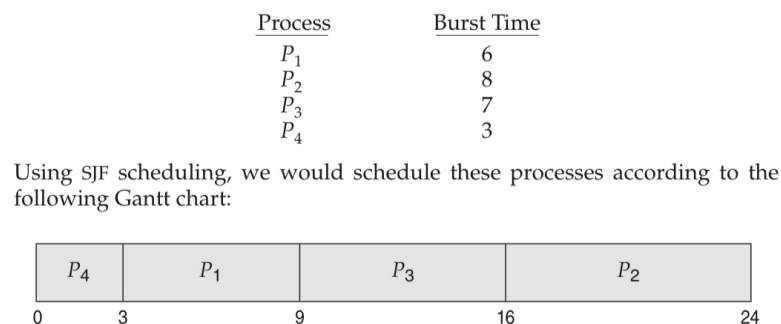 Process Burst Time
P1 6
P2 8
P3 7
P4 3
Using SJF scheduling, we would schedule these processes according to the
following Gantt chart:
P4 P1 P3 P2
0 3 9 16 24